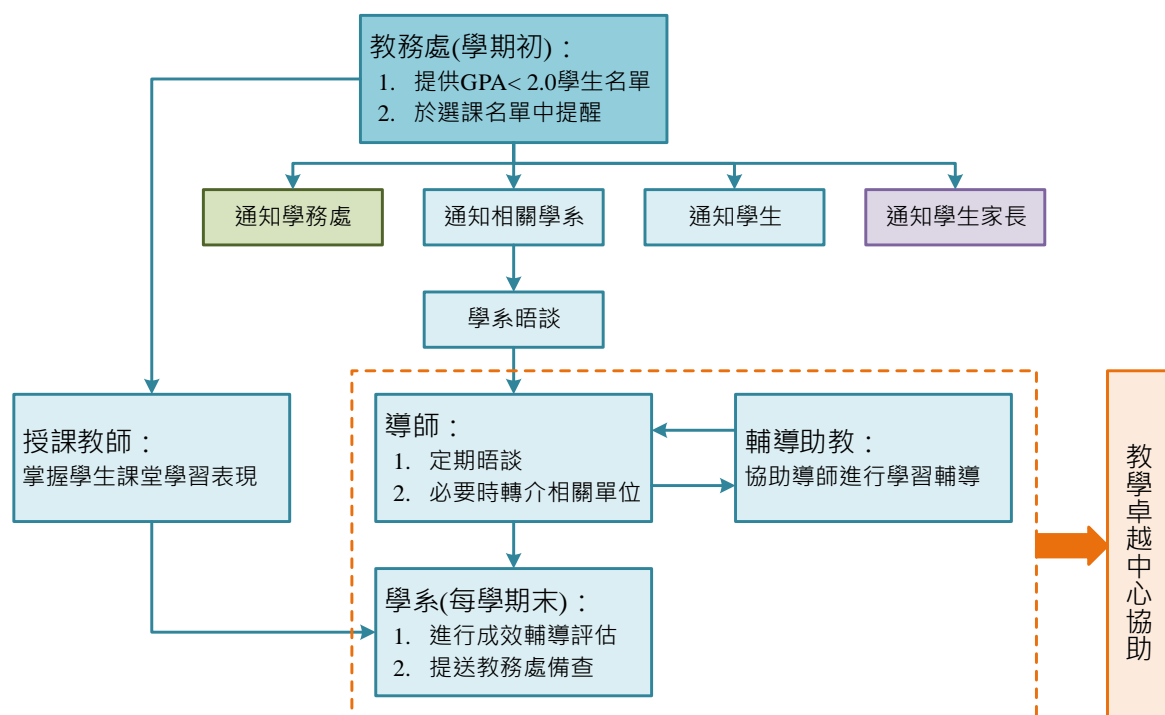 教務處(學期初)：
1. 提供GPA< 2.0學生名單
2. 於選課名單中提醒
通知學務處
通知相關學系
通知學生
通知學生家長
學系晤談
授課教師：
掌握學生課堂學習表現
導師：
1. 定期晤談
2. 必要時轉介相關單位
輔導助教：
協助導師進行學習輔導
學系(每學期末)：
1. 進行成效輔導評估
2. 提送教務處備查
教學卓越中心協助